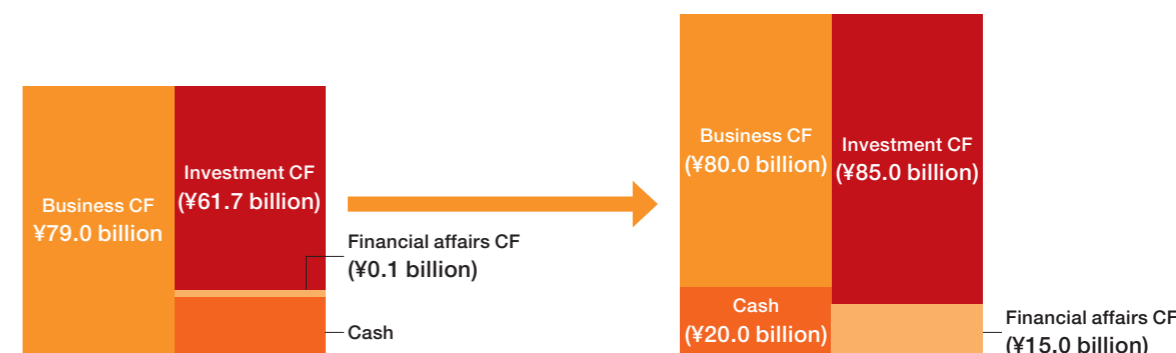 Business CF
¥79.0 billion
Investment CF
(¥61.7 billion)
Financial affairs CF
(¥0.1 billion)
Cash
Business CF
(¥80.0 billion)
Cash
(¥20.0 billion)
Investment CF
(¥85.0 billion)
Financial affairs CF
(¥15.0 billion)